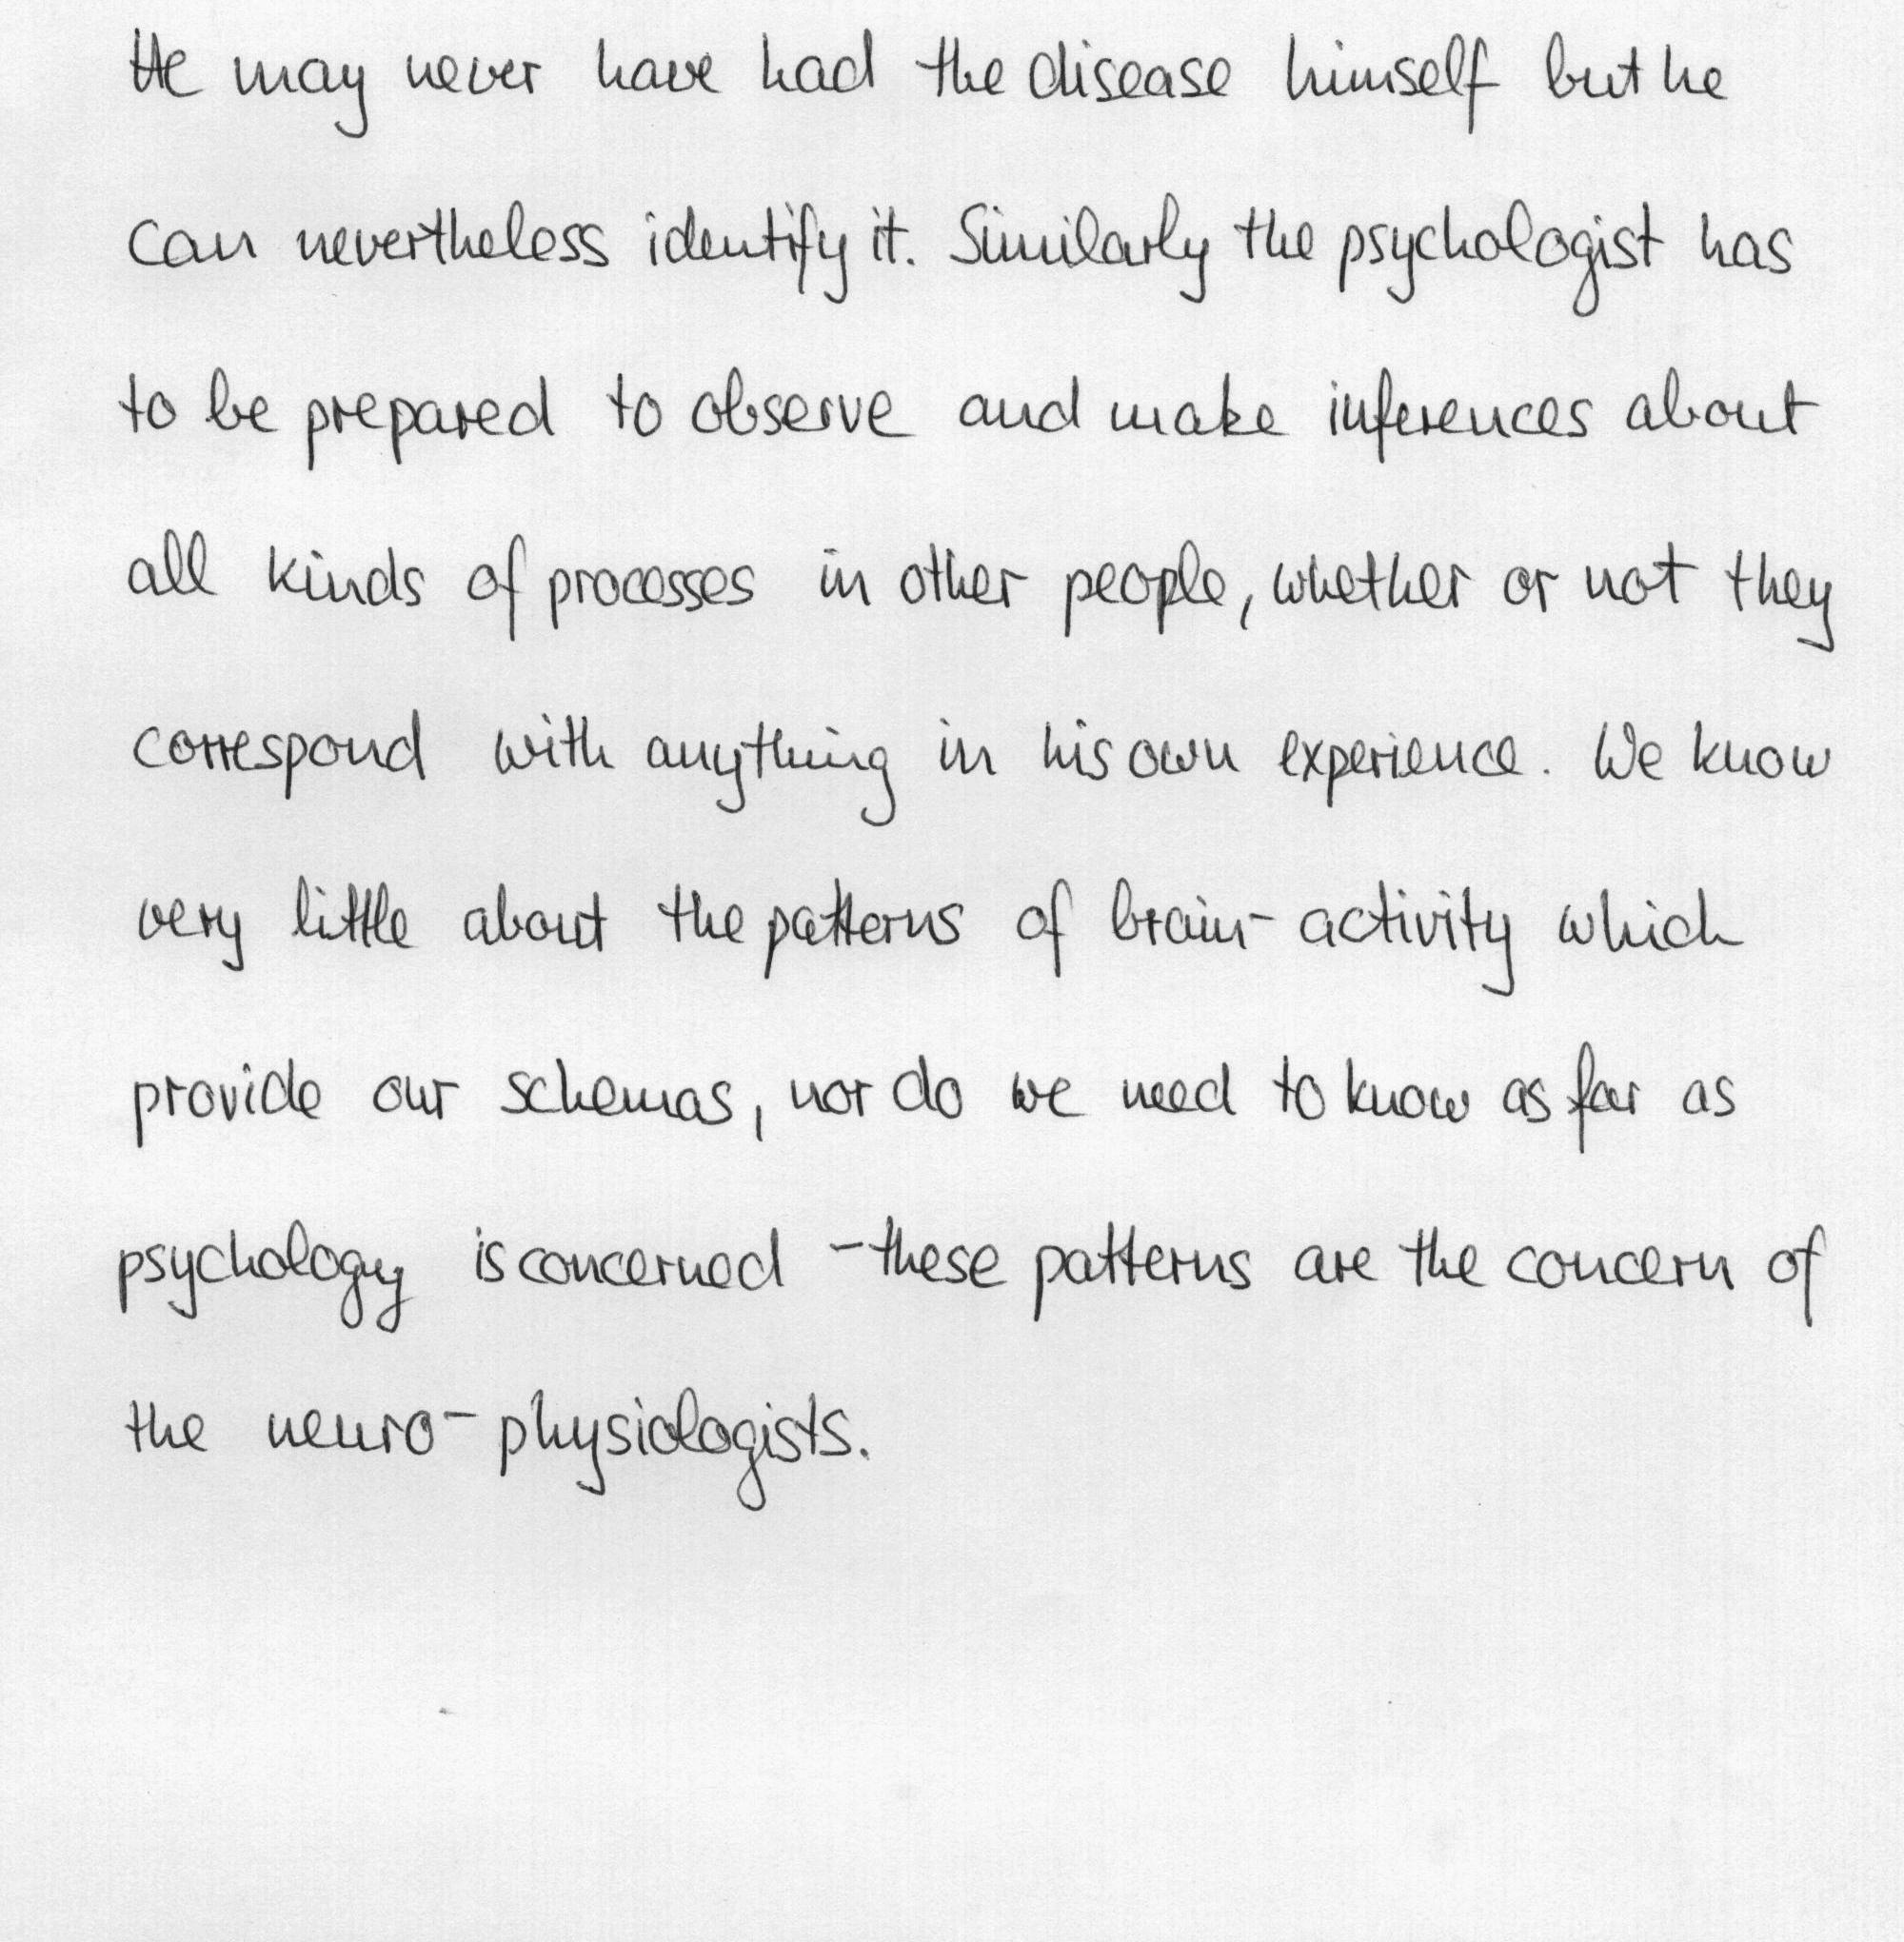 He may never have had the disease himself but he
can nevertheless identify it. Similarly the psychologist has
to be prepared to observe and make inferences about
all kinds of processes in other people, whether or not they
correspond with anything in his own experience. We know
very little about the patterns of brain-activity which
provide our schemas, nor do we need to know as far as
psychology is concerned - these patterns are the concern of
the neuro-physiologists.